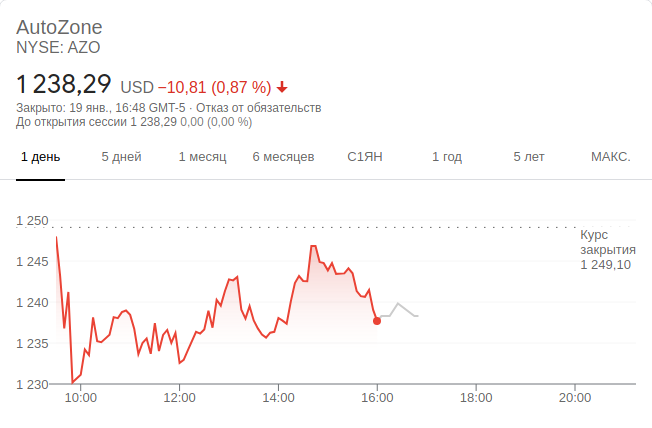 AutoZone
NYSE: AZO
1 238,29 USD −10,81 (0,87 %) 🡇
Закрыто: 19 янв., 16:48 GMT-5 · Отказ от обязательств
До открытия сессии 1 238,29 0,00 (0,00 %)
1 день 5 дней 1 месяц 6 месяцев С1ЯН 1 год 5 лет МАКС.
1 250
Курс
закрытия
1 249,10
1 245
1 240
1 235
1 230
10:00 12:00 14:00 16:00 18:00 20:00